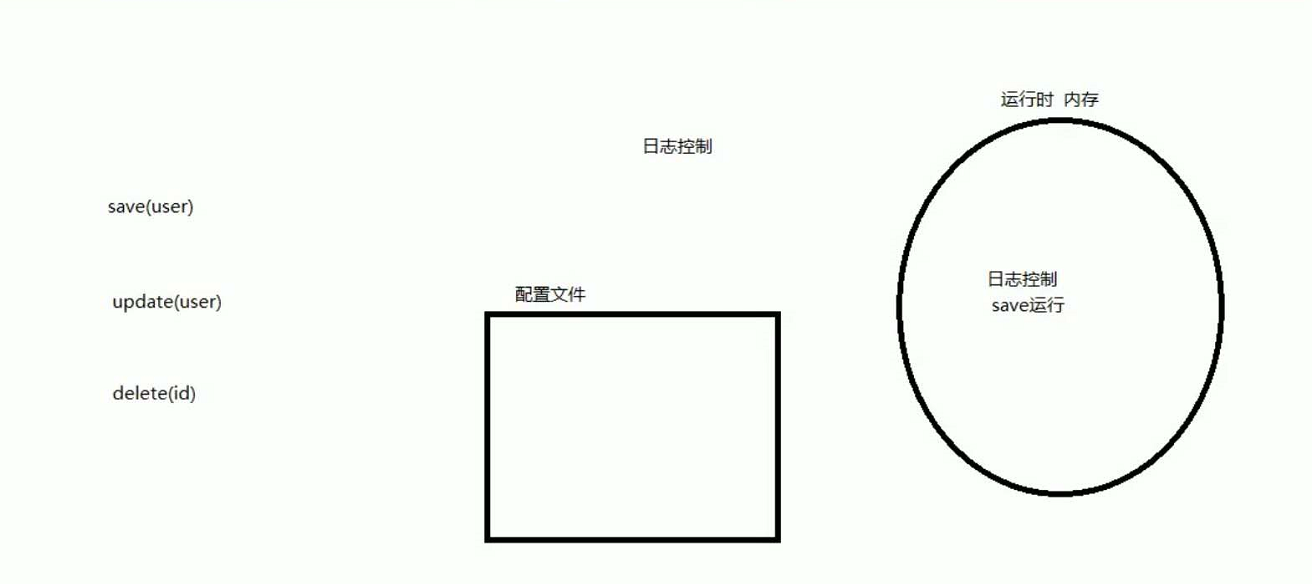 运行时 内存
日志控制
save(user)
日志控制
配置文件
update(user)
save运行
delete(id)